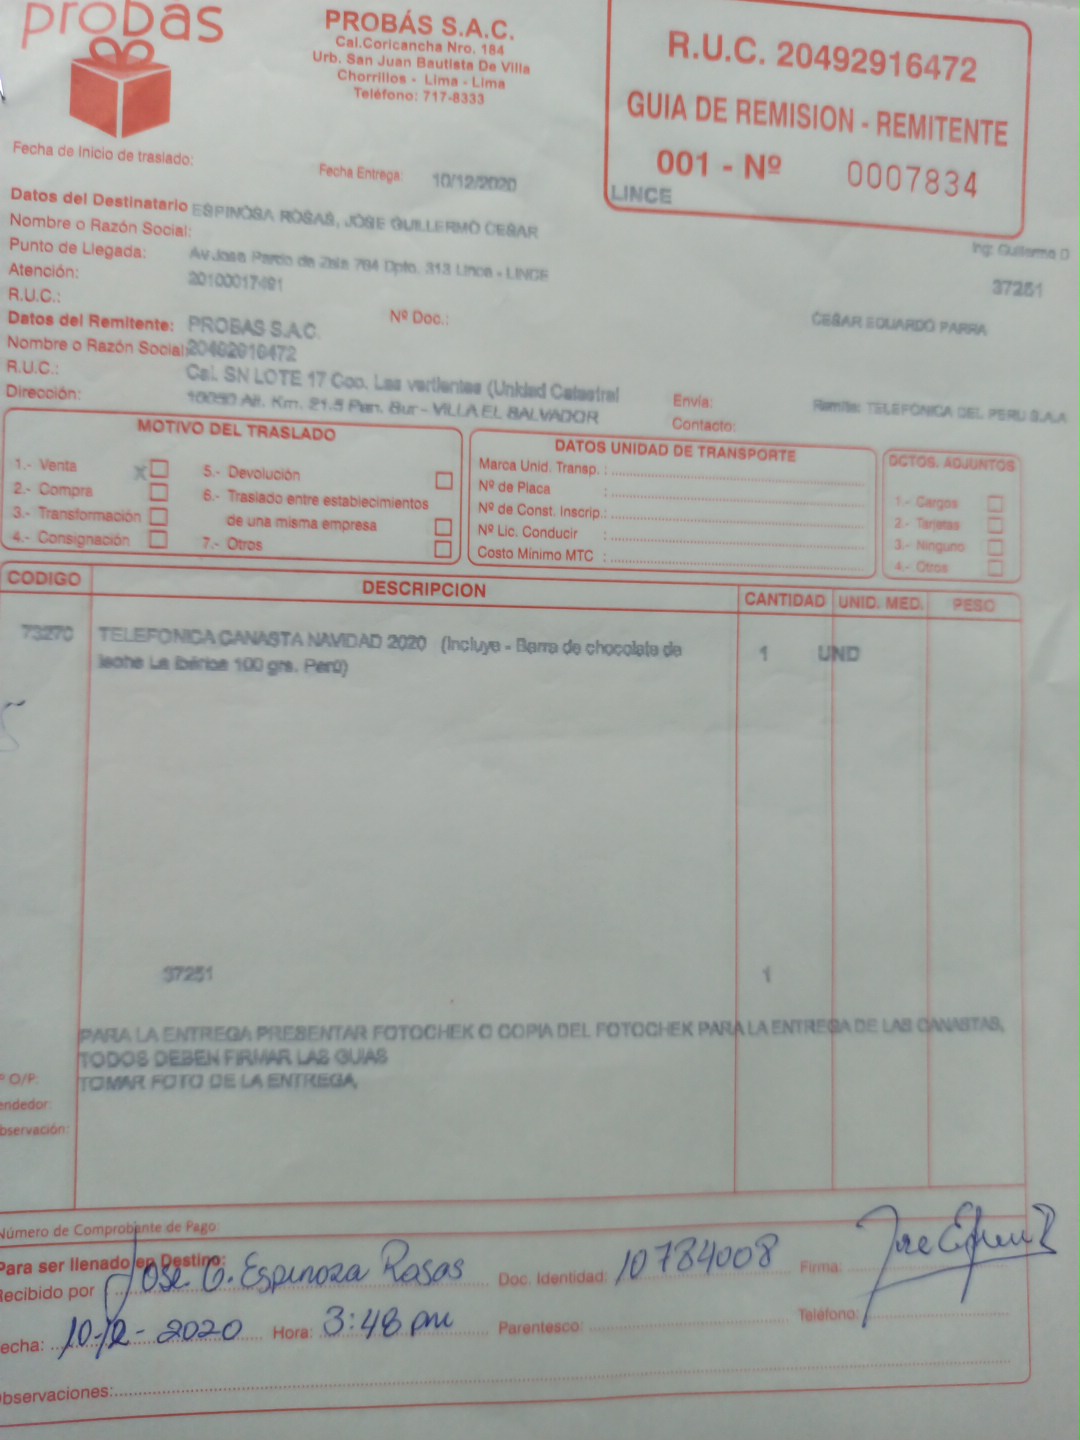 probás
PROBÁS S.A.C.
Cal.Coricancha Nro. 184
Urb. San Juan Bautista De Villa
Chorrillos - Lima - Lima
Teléfono: 717-8333
R.U.C. 20492916472
GUIA DE REMISION - REMITENTE
001 - Nº 0007834
LINCE
Fecha de Inicio de traslado:
Fecha Entrega: 10/12/2020
Datos del Destinatario
Nombre o Razón Social: ESPINOSA ROSAS, JOSE GUILLERMO CESAR
Punto de Llegada: Av.Jose Pardo de Zela 784 Dpto. 313 Lince - LINCE
Ing: Guillermo D
Atención: 20100017491
37251
R.U.C.:
Datos del Remitente: PROBAS S.A.C.
Nº Doc.:
CESAR EDUARDO PARRA
Nombre o Razón Social: 20492916472
R.U.C.: Cal. SN LOTE 17 Coo. Las vertientes (Unidad Catastral
Dirección: 10050 Alt. Km. 21.5 Pan. Sur - VILLA EL SALVADOR
Envía:
Remite: TELEFONICA DEL PERU S.A.A
Contacto:
MOTIVO DEL TRASLADO
1.- Venta X
2.- Compra
3.- Transformación
4.- Consignación
5.- Devolución
6.- Traslado entre establecimientos
de una misma empresa
7.- Otros
DATOS UNIDAD DE TRANSPORTE
Marca Unid. Transp. :
Nº de Placa :
Nº de Const. Inscrip.:
Nº Lic. Conducir :
Costo Mínimo MTC :
DCTOS. ADJUNTOS
1.- Cargos
2.- Tarjetas
3.- Ninguno
4.- Otros
CODIGO DESCRIPCION CANTIDAD UNID. MED. PESO
73270 TELEFONICA CANASTA NAVIDAD 2020 (Incluye - Barra de chocolate de 1 UND
leche La Ibérica 100 grs. Perú)
37251 1
PARA LA ENTREGA PRESENTAR FOTOCHEK O COPIA DEL FOTOCHEK PARA LA ENTREGA DE LAS CANASTAS,
TODOS DEBEN FIRMAR LAS GUIAS
TOMAR FOTO DE LA ENTREGA,
º O/P:
endedor:
bservación:
Número de Comprobante de Pago:
Para ser llenado en Destino:
Recibido por Jose G. Espinoza Rosas Doc. Identidad: 10784008 Firma:
echa: 10-12-2020 Hora: 3:48 pm Parentesco: Teléfono:
Observaciones: